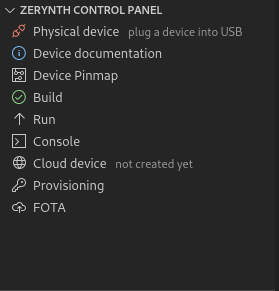 ZERYNTH CONTROL PANEL
Physical device plug a device into USB
Device documentation
Device Pinmap
Build
Run
Console
Cloud device not created yet
Provisioning
FOTA